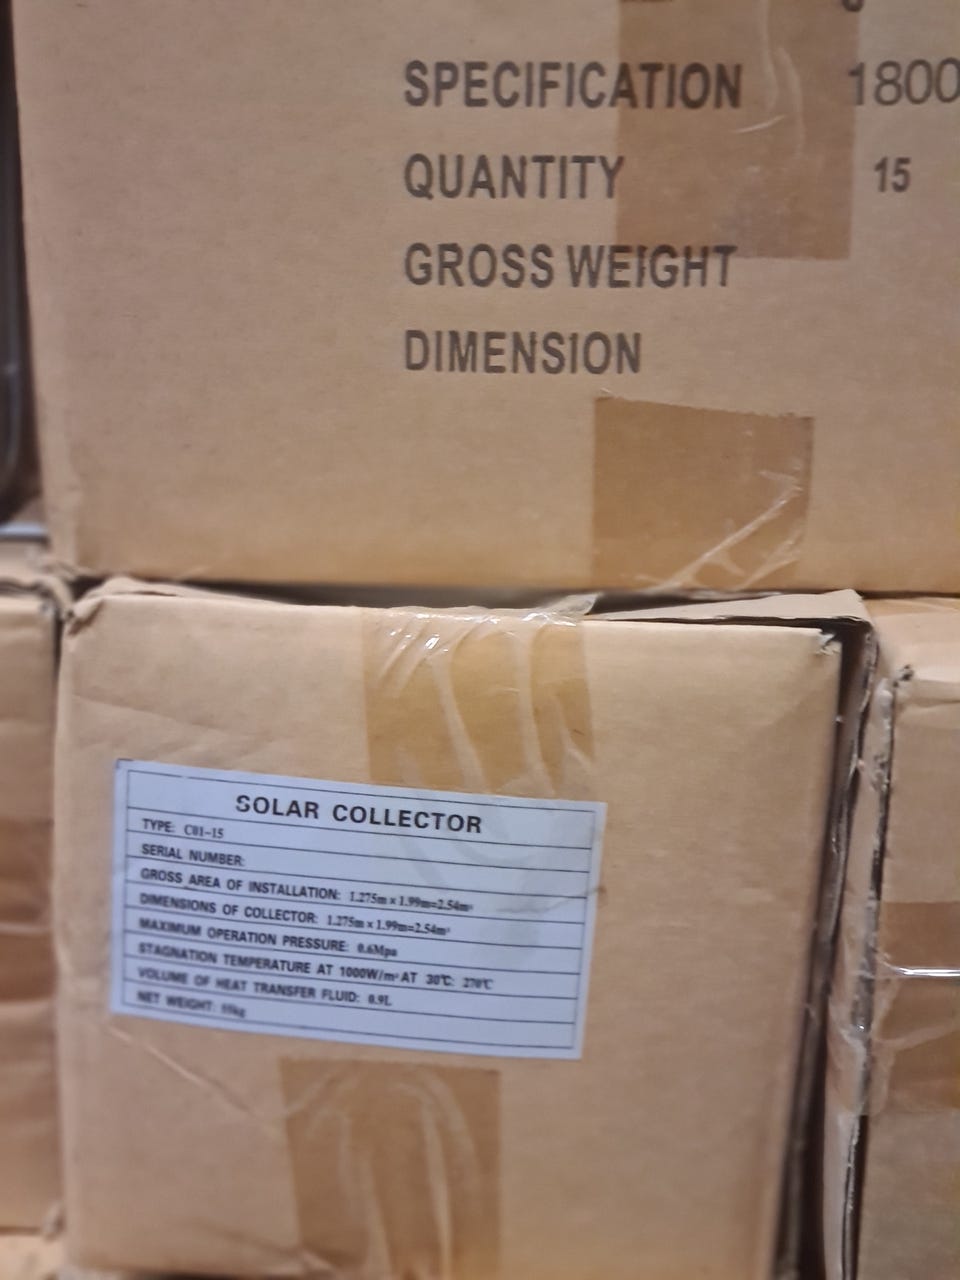 SPECIFICATION 1800
QUANTITY 15
GROSS WEIGHT
DIMENSION
SOLAR COLLECTOR
TYPE: C01-15
SERIAL NUMBER:
GROSS AREA OF INSTALLATION: 1.275m×1.99m=2.54m²
DIMENSIONS OF COLLECTOR: 1.275m×1.99m=2.54m²
MAXIMUM OPERATION PRESSURE: 0.6Mpa
STAGNATION TEMPERATURE AT 1000W/m² AT 30℃: 270℃
VOLUME OF HEAT TRANSFER FLUID: 0.9L
NET WEIGHT: